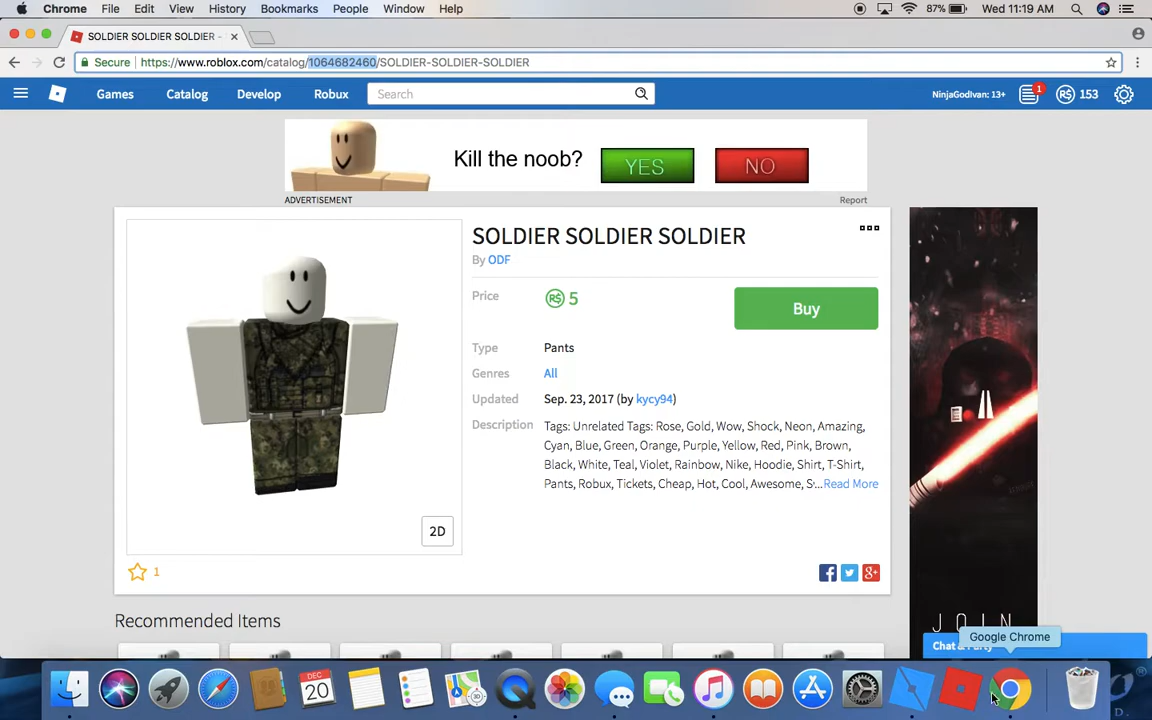 Chrome File Edit View History Bookmarks People Window Help 87% Wed 11:19 AM
SOLDIER SOLDIER SOLDIER -
Secure https://www.roblox.com/catalog/1064682460/SOLDIER-SOLDIER-SOLDIER
Games Catalog Develop Robux Search NinjaGodIvan: 13+ 1 R$ 153
Kill the noob? YES NO
ADVERTISEMENT Report
SOLDIER SOLDIER SOLDIER
By ODF
Price R$ 5 Buy
Type Pants
Genres All
Updated Sep. 23, 2017 (by kycy94)
Description Tags: Unrelated Tags: Rose, Gold, Wow, Shock, Neon, Amazing,
Cyan, Blue, Green, Orange, Purple, Yellow, Red, Pink, Brown,
Black, White, Teal, Violet, Rainbow, Nike, Hoodie, Shirt, T-Shirt,
Pants, Robux, Tickets, Cheap, Hot, Cool, Awesome, S'...Read More
2D
1
Recommended Items
JOIN
Google Chrome
Chat & Party
DEC
20